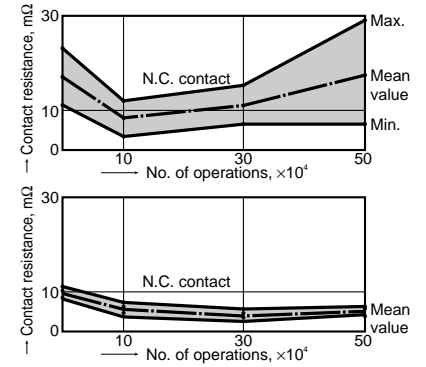 → Contact resistance, mΩ
30
10
0
N.C. contact
Max.
Mean
value
Min.
10
30
50
→ No. of operations, ×10⁴
→ Contact resistance, mΩ
30
10
0
N.C. contact
Mean
value
10
30
50
→ No. of operations, ×10⁴